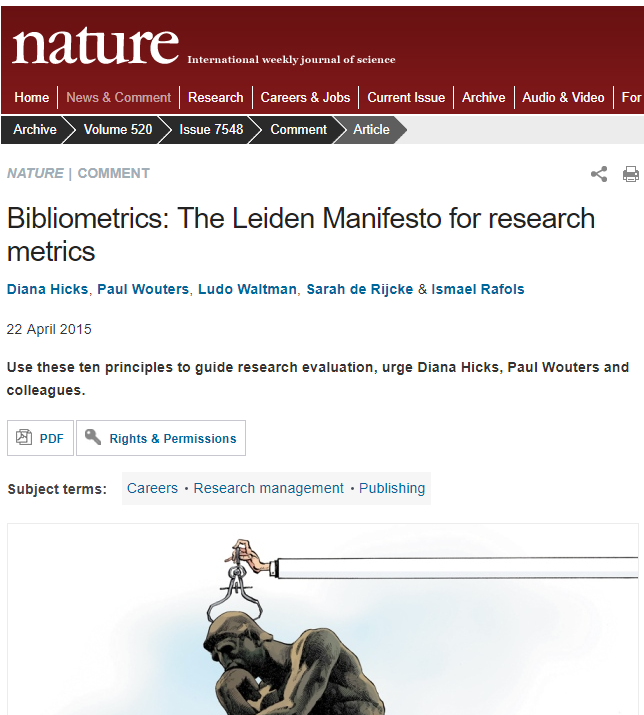 nature International weekly journal of science
Home News & Comment Research Careers & Jobs Current Issue Archive Audio & Video For
Archive Volume 520 Issue 7548 Comment Article
NATURE | COMMENT
Bibliometrics: The Leiden Manifesto for research
metrics
Diana Hicks, Paul Wouters, Ludo Waltman, Sarah de Rijcke & Ismael Rafols
22 April 2015
Use these ten principles to guide research evaluation, urge Diana Hicks, Paul Wouters and
colleagues.
PDF Rights & Permissions
Subject terms: Careers • Research management • Publishing